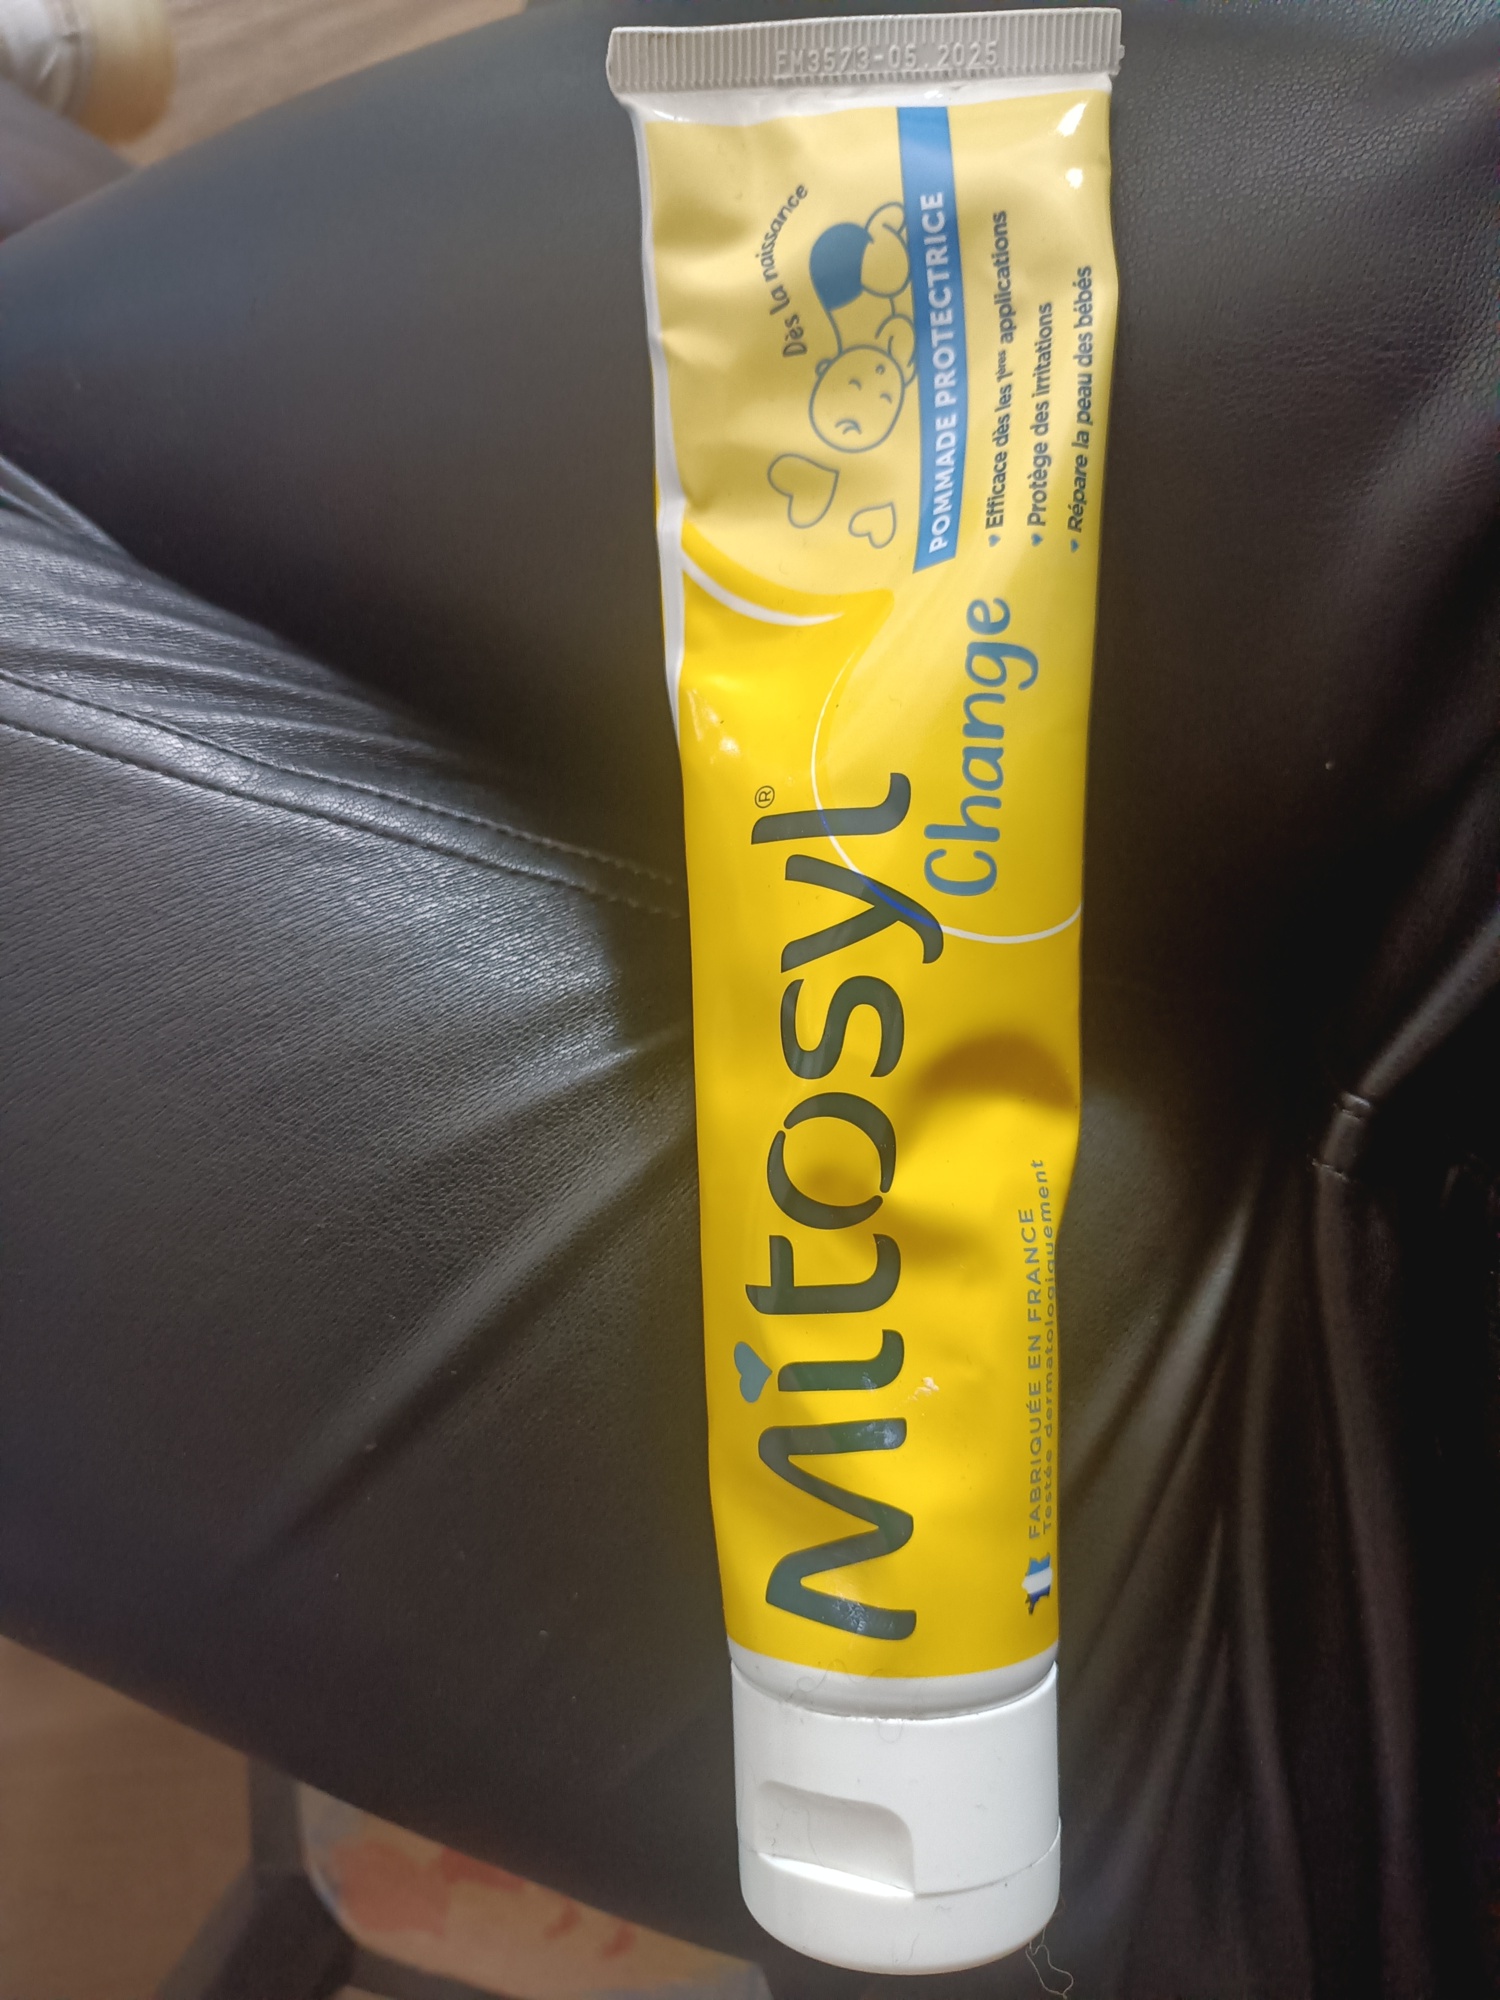 Mitosyl®
Change
Dès la naissance
POMMADE PROTECTRICE
Efficace dès les 1ères applications
Protège des irritations
Répare la peau des bébés
FABRIQUÉE EN FRANCE
Testée dermatologiquement
FM3573-05.2025